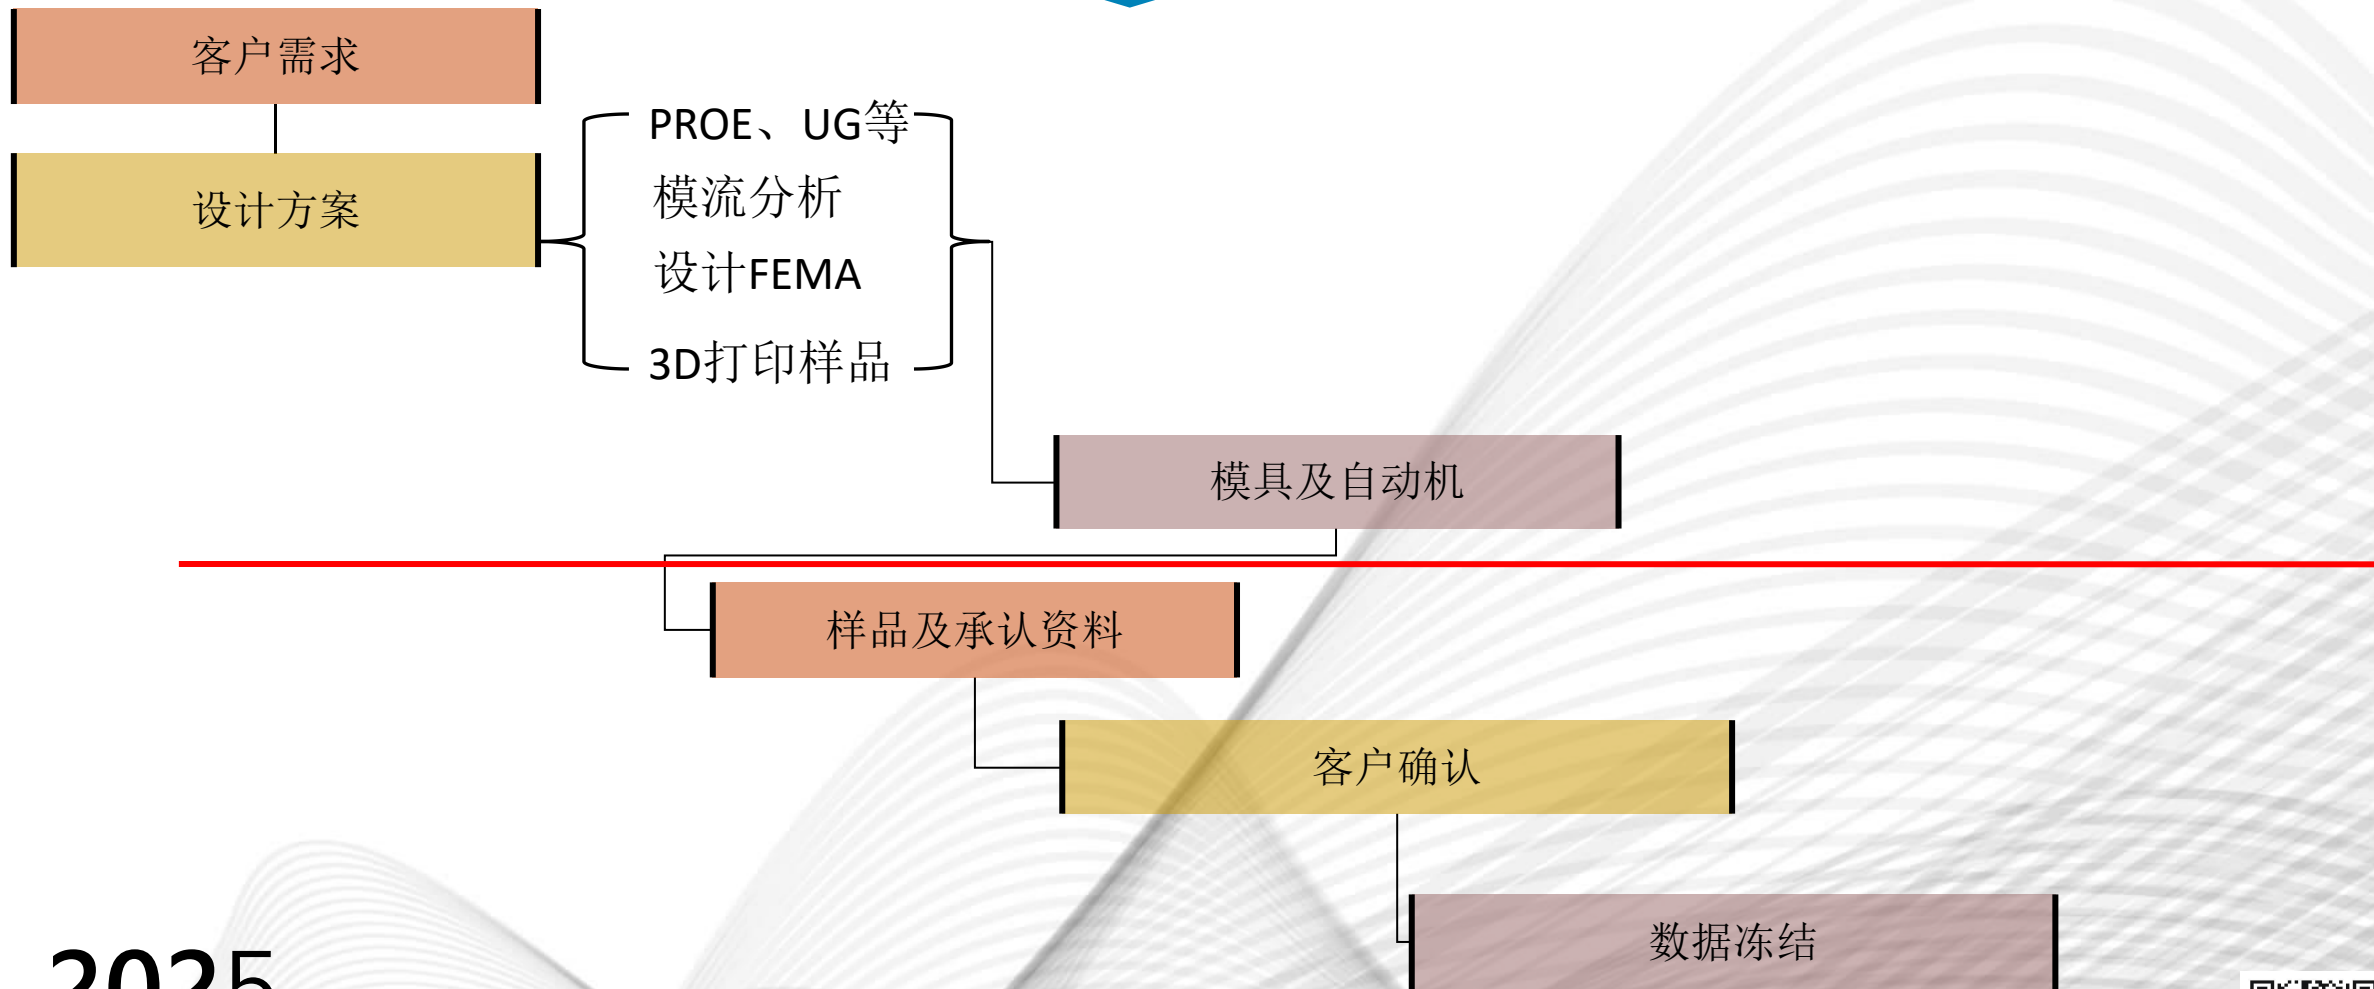 客户需求
设计方案
PROE、UG等
模流分析
设计FEMA
3D打印样品
模具及自动机
样品及承认资料
客户确认
数据冻结
2025